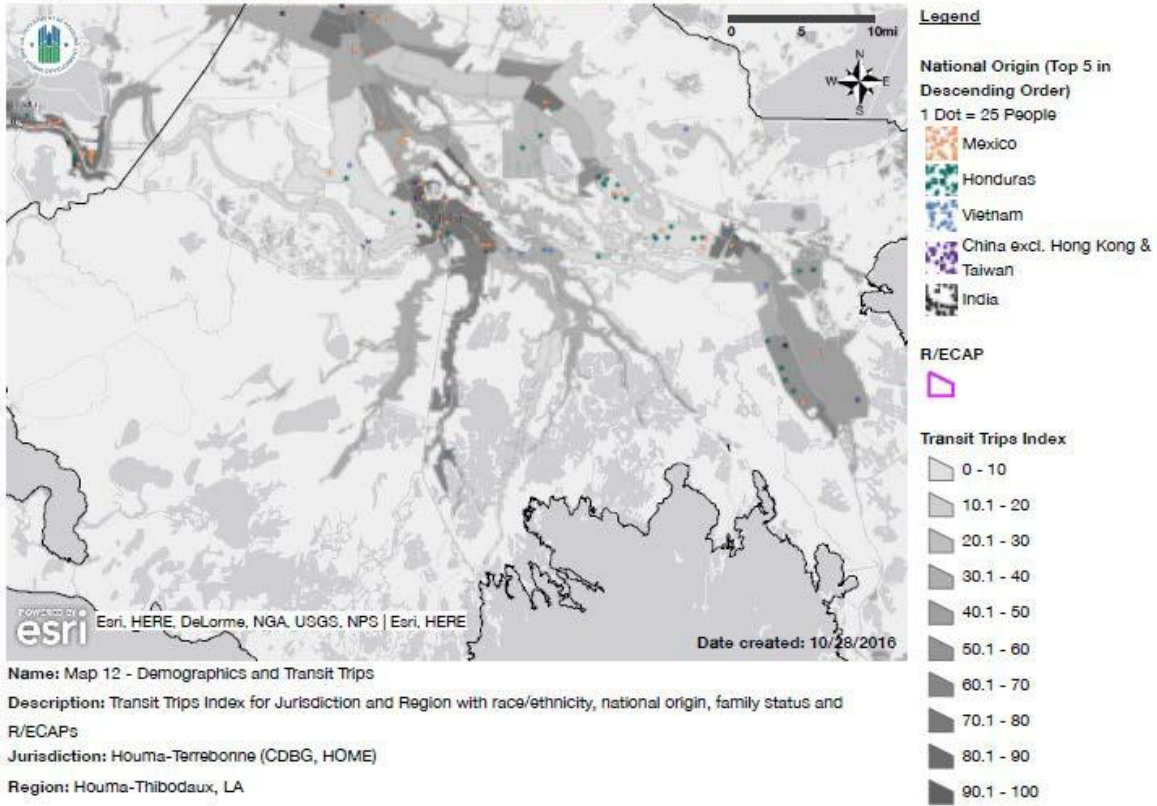 0 5 10mi
N
W E
S
Legend
National Origin (Top 5 in
Descending Order)
1 Dot = 25 People
Mexico
Honduras
Vietnam
China excl. Hong Kong &
Taiwan
India
R/ECAP
Transit Trips Index
0 - 10
10.1 - 20
20.1 - 30
30.1 - 40
40.1 - 50
50.1 - 60
60.1 - 70
70.1 - 80
80.1 - 90
90.1 - 100
POWERED BY
esri
Esri, HERE, DeLorme, NGA, USGS, NPS | Esri, HERE
Date created: 10/28/2016
Name: Map 12 - Demographics and Transit Trips
Description: Transit Trips Index for Jurisdiction and Region with race/ethnicity, national origin, family status and
R/ECAPs
Jurisdiction: Houma-Terrebonne (CDBG, HOME)
Region: Houma-Thibodaux, LA